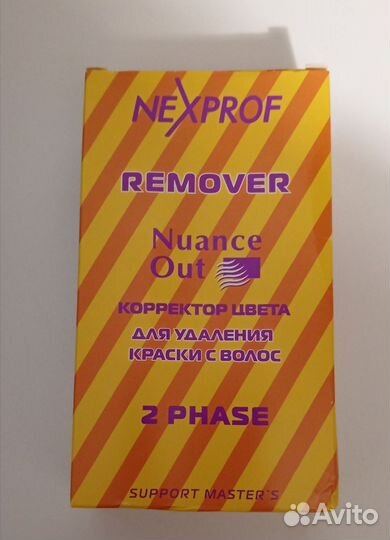 NEXPROF
REMOVER
Nuance
Out
КОРРЕКТОР ЦВЕТА
ДЛЯ УДАЛЕНИЯ
КРАСКИ С ВОЛОС
2 PHASE
SUPPORT MASTER`S
Avito